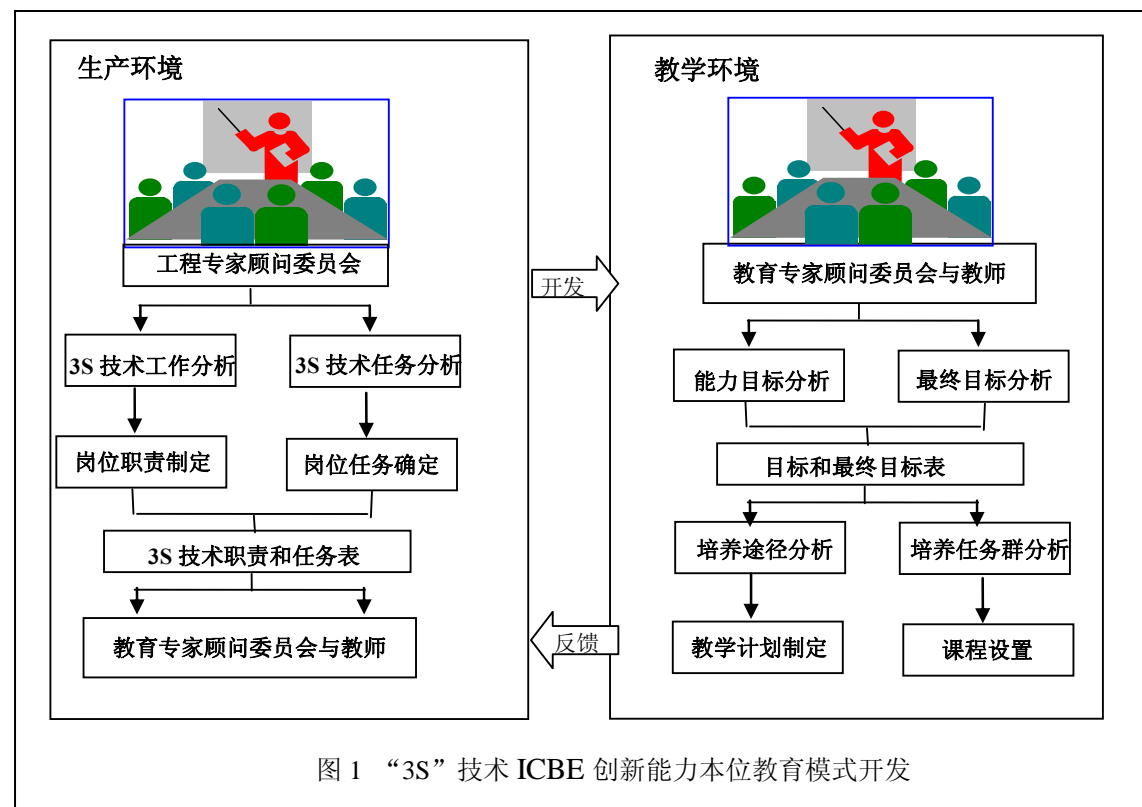 生产环境
工程专家顾问委员会
3S 技术工作分析
3S 技术任务分析
岗位职责制定
岗位任务确定
3S 技术职责和任务表
教育专家顾问委员会与教师
开发
反馈
教学环境
教育专家顾问委员会与教师
能力目标分析
最终目标分析
目标和最终目标表
培养途径分析
培养任务群分析
教学计划制定
课程设置
图 1 “3S”技术 ICBE 创新能力本位教育模式开发